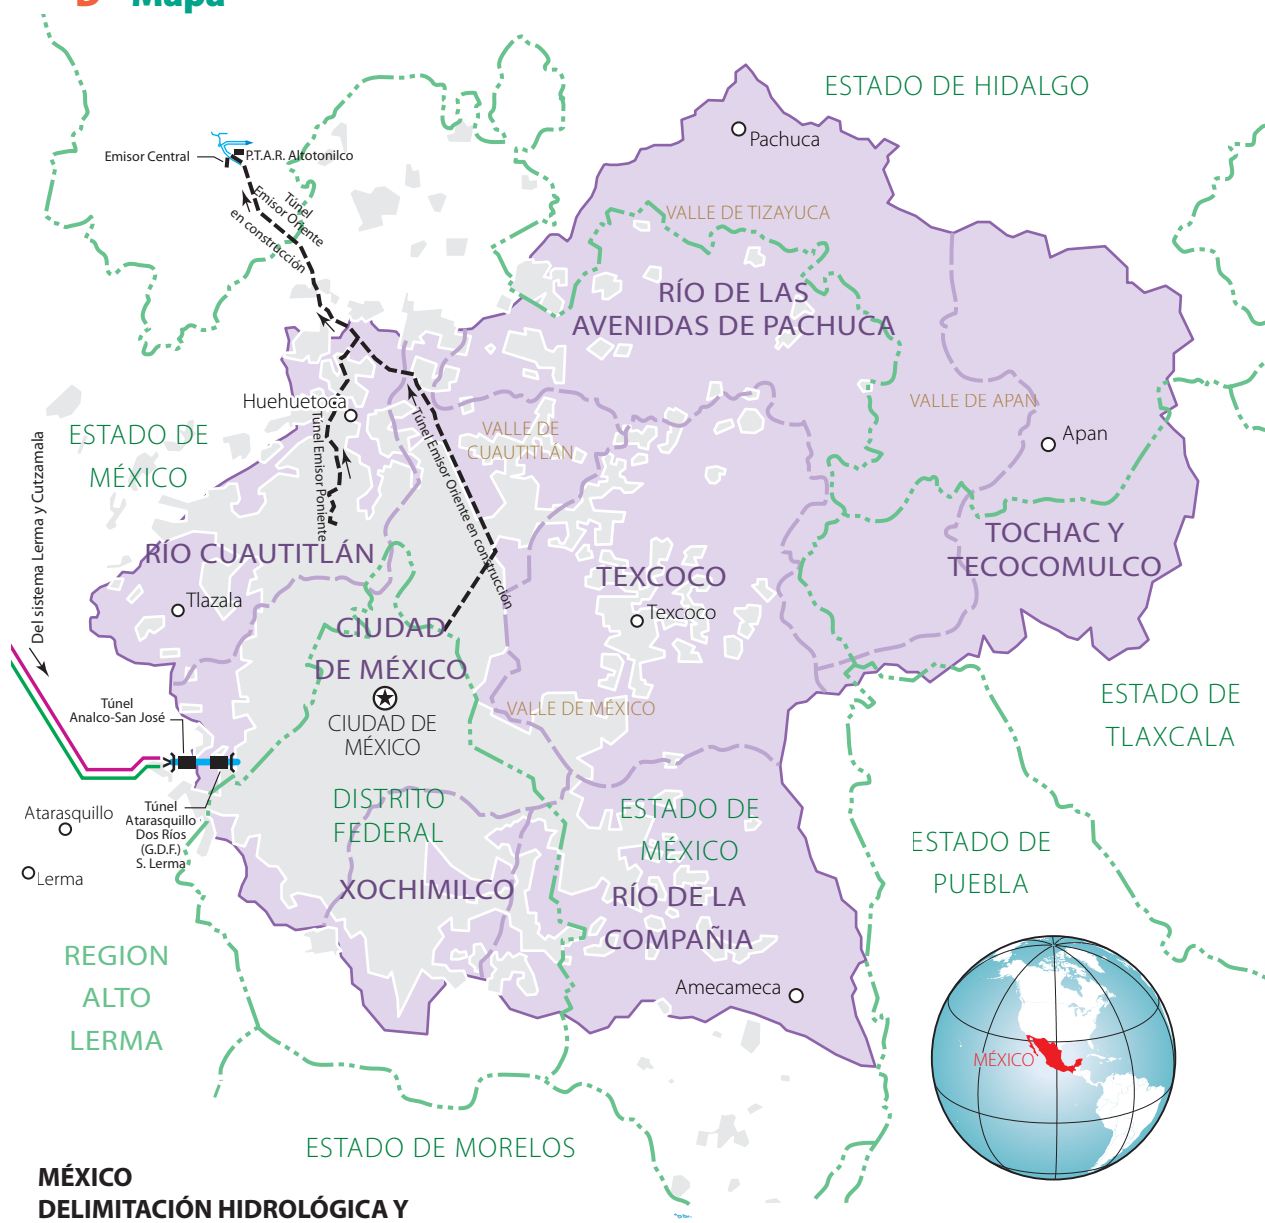 D Mapa
ESTADO DE HIDALGO
Pachuca
Emisor Central
P.T.A.R. Altotonilco
Túnel
Emisor Oriente
en construcción
VALLE DE TIZAYUCA
RÍO DE LAS
AVENIDAS DE PACHUCA
Huehuetoca
VALLE DE APAN
Apan
ESTADO DE
MÉXICO
VALLE DE
CUAUTITLÁN
Túnel Emisor Poniente
Túnel Emisor Oriente en construcción
Del sistema Lerma y Cutzamala
RÍO CUAUTITLÁN
TOCHAC Y
TECOCOMULCO
TEXCOCO
Tlazala
Texcoco
CIUDAD
DE MÉXICO
CIUDAD DE
MÉXICO
VALLE DE MÉXICO
ESTADO DE
TLAXCALA
Túnel
Analco-San José
Atarasquillo
Túnel
Atarasquillo
Dos Ríos
(G.D.F.)
S. Lerma
Lerma
DISTRITO
FEDERAL
ESTADO DE
MÉXICO
ESTADO DE
PUEBLA
XOCHIMILCO
RÍO DE LA
COMPAÑIA
REGION
ALTO
LERMA
Amecameca
MÉXICO
ESTADO DE MORELOS
MÉXICO
DELIMITACIÓN HIDROLÓGICA Y